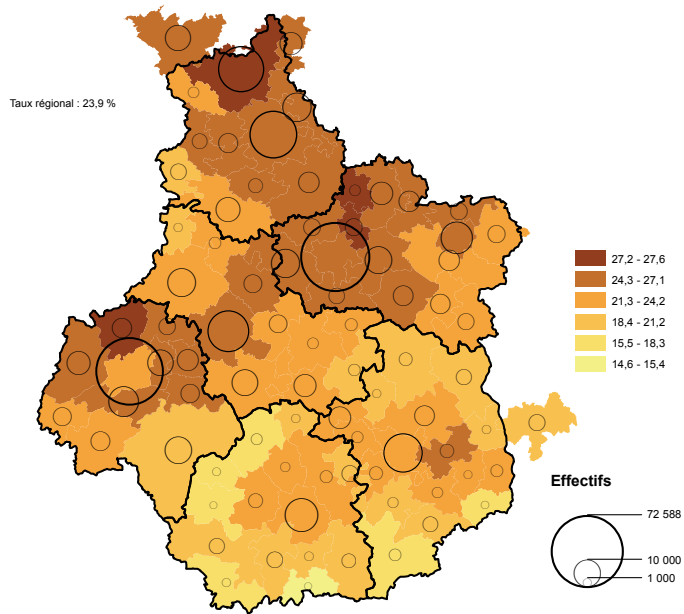 Taux régional : 23,9 %
27,2 - 27,6
24,3 - 27,1
21,3 - 24,2
18,4 - 21,2
15,5 - 18,3
14,6 - 15,4
Effectifs
72 588
10 000
1 000